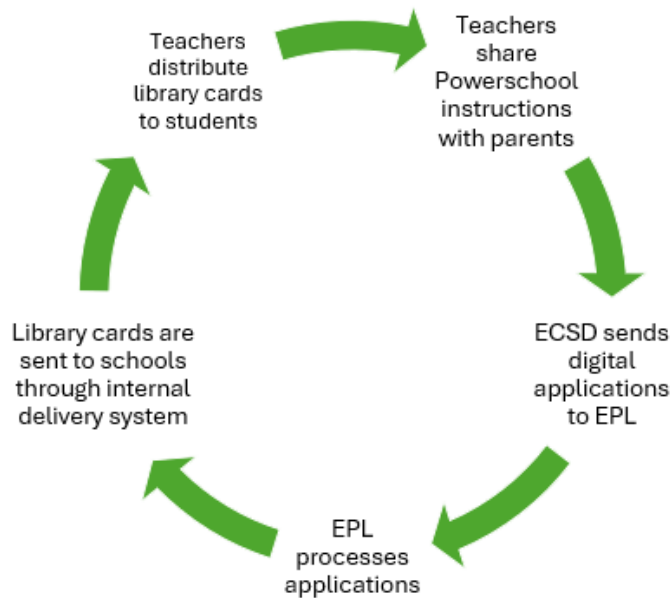 Teachers
distribute
library cards
to students
Teachers
share
Powerschool
instructions
with parents
ECSD sends
digital
applications
to EPL
EPL
processes
applications
Library cards are
sent to schools
through internal
delivery system